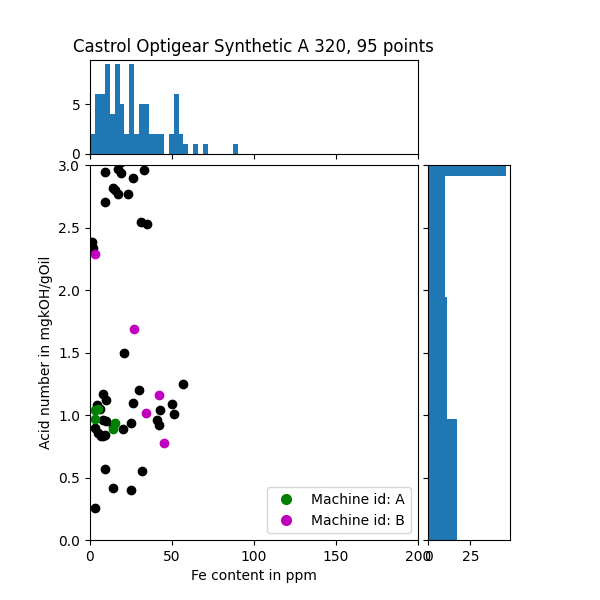 Castrol Optigear Synthetic A 320, 95 points
5
0
3.0
2.5
2.0
1.5
1.0
0.5
0.0
Acid number in mgkOH/gOil
Machine id: A
Machine id: B
0 50 100 150 200
0 25
Fe content in ppm